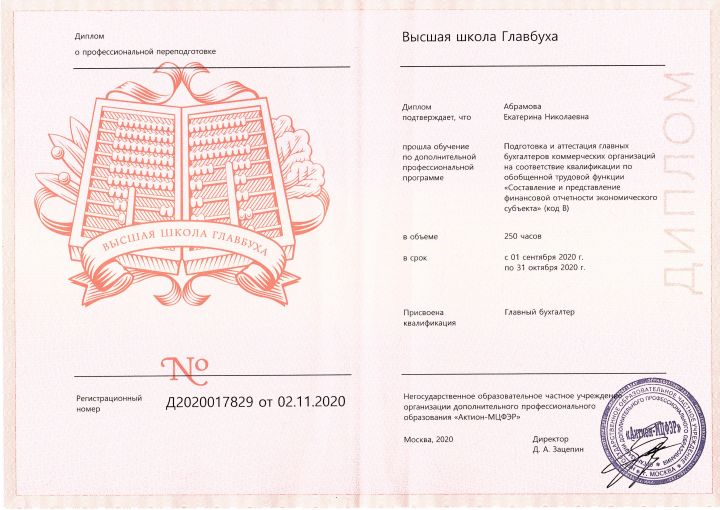 Диплом
о профессиональной переподготовке
ВЫСШАЯ ШКОЛА ГЛАВБУХА
№
Регистрационный
номер
Д2020017829 от 02.11.2020
Высшая школа Главбуха
ДИПЛОМ
Диплом
подтверждает, что
Абрамова
Екатерина Николаевна
прошла обучение
по дополнительной
профессиональной
программе
Подготовка и аттестация главных
бухгалтеров коммерческих организаций
на соответствие квалификации по
обобщенной трудовой функции
«Составление и представление
финансовой отчетности экономического
субъекта» (код В)
в объеме
250 часов
в срок
с 01 сентября 2020 г.
по 31 октября 2020 г.
Присвоена
квалификация
Главный бухгалтер
Негосударственное образовательное частное учреждение
организации дополнительного профессионального
образования «Актион-МЦФЭР»
Москва, 2020
Директор
Д. А. Зацепин
«Актион-МЦФЭР»
г. МОСКВА